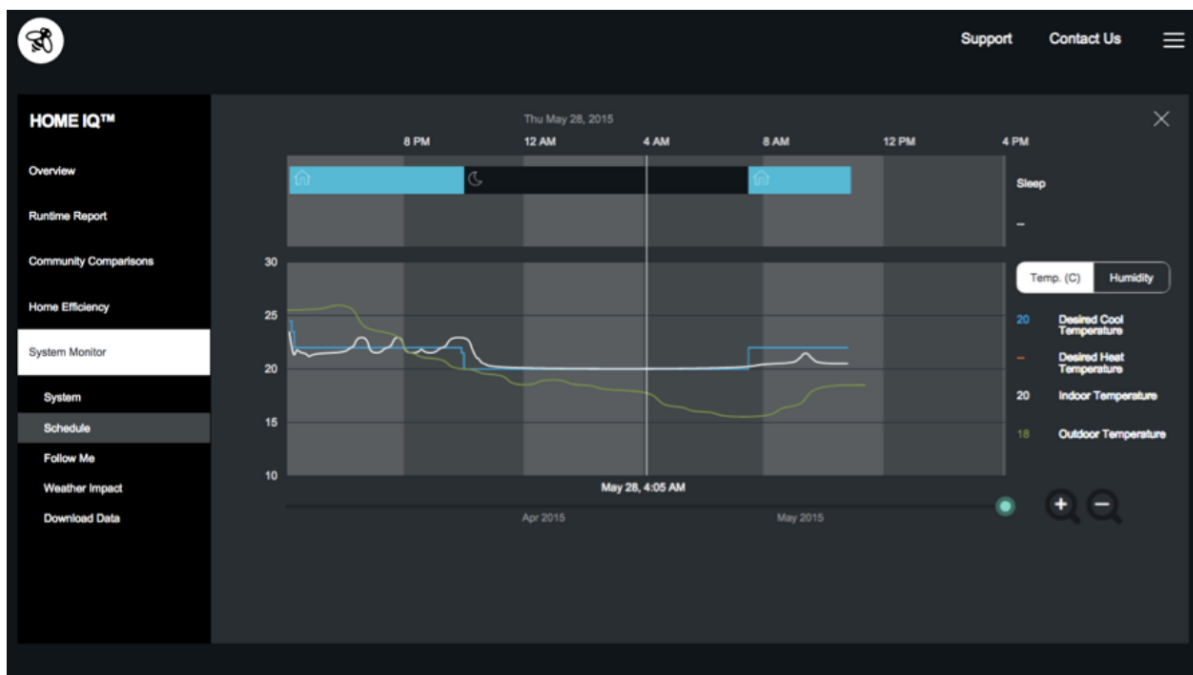 Support Contact Us
HOME IQ™
Overview
Runtime Report
Community Comparisons
Home Efficiency
System Monitor
System
Schedule
Follow Me
Weather Impact
Download Data
Thu May 28, 2015
8 PM 12 AM 4 AM 8 AM 12 PM 4 PM
Sleep
--
30
25
20
15
10
May 28, 4:05 AM
Apr 2015 May 2015
Temp. (C) Humidity
20 Desired Cool
Temperature
-- Desired Heat
Temperature
20 Indoor Temperature
18 Outdoor Temperature